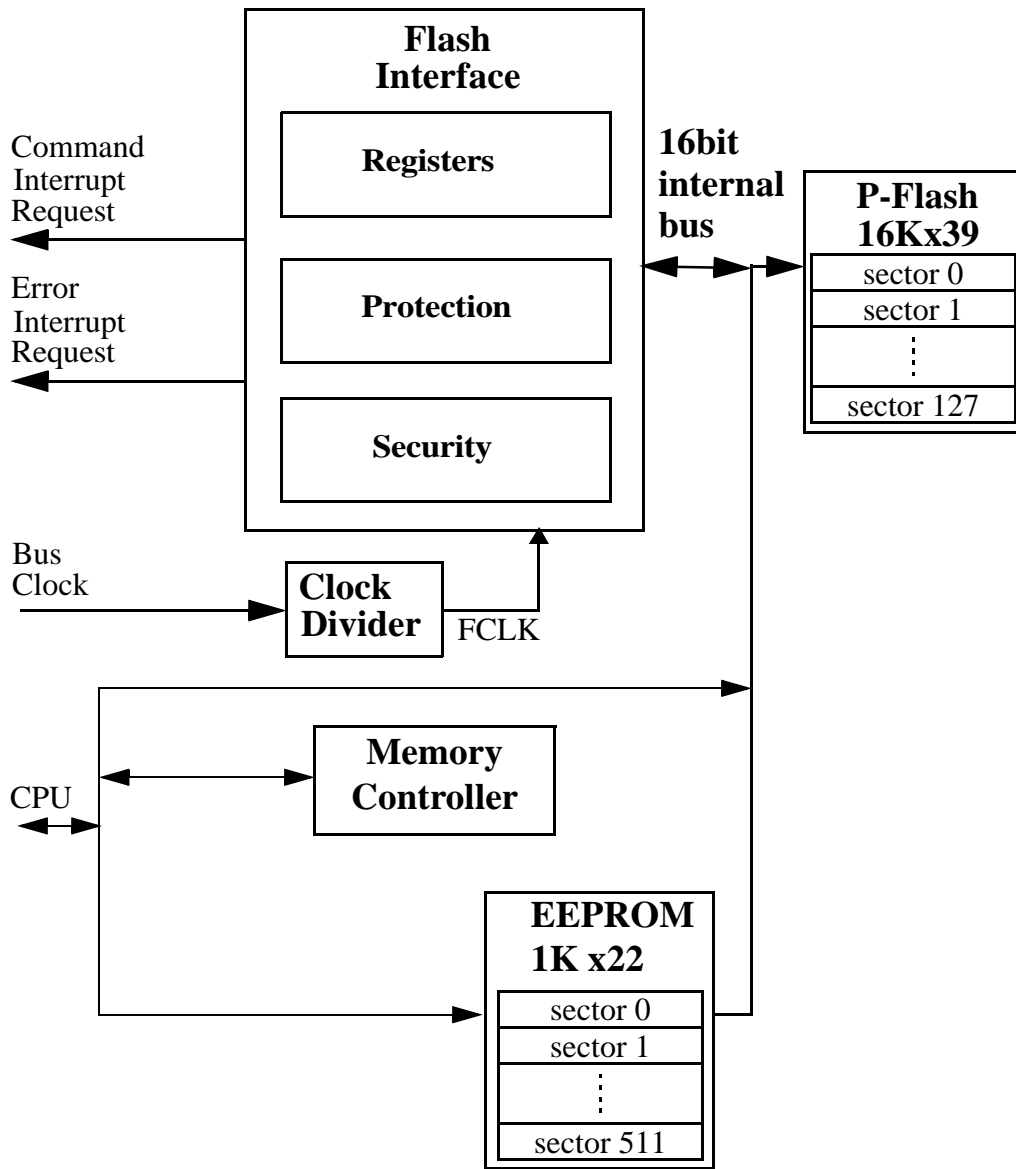 Flash
Interface
Registers
Protection
Security
Command
Interrupt
Request
Error
Interrupt
Request
16bit
internal
bus
P-Flash
16Kx39
sector 0
sector 1
sector 127
Bus
Clock
Clock
Divider
FCLK
Memory
Controller
CPU
EEPROM
1K x22
sector 0
sector 1
sector 511